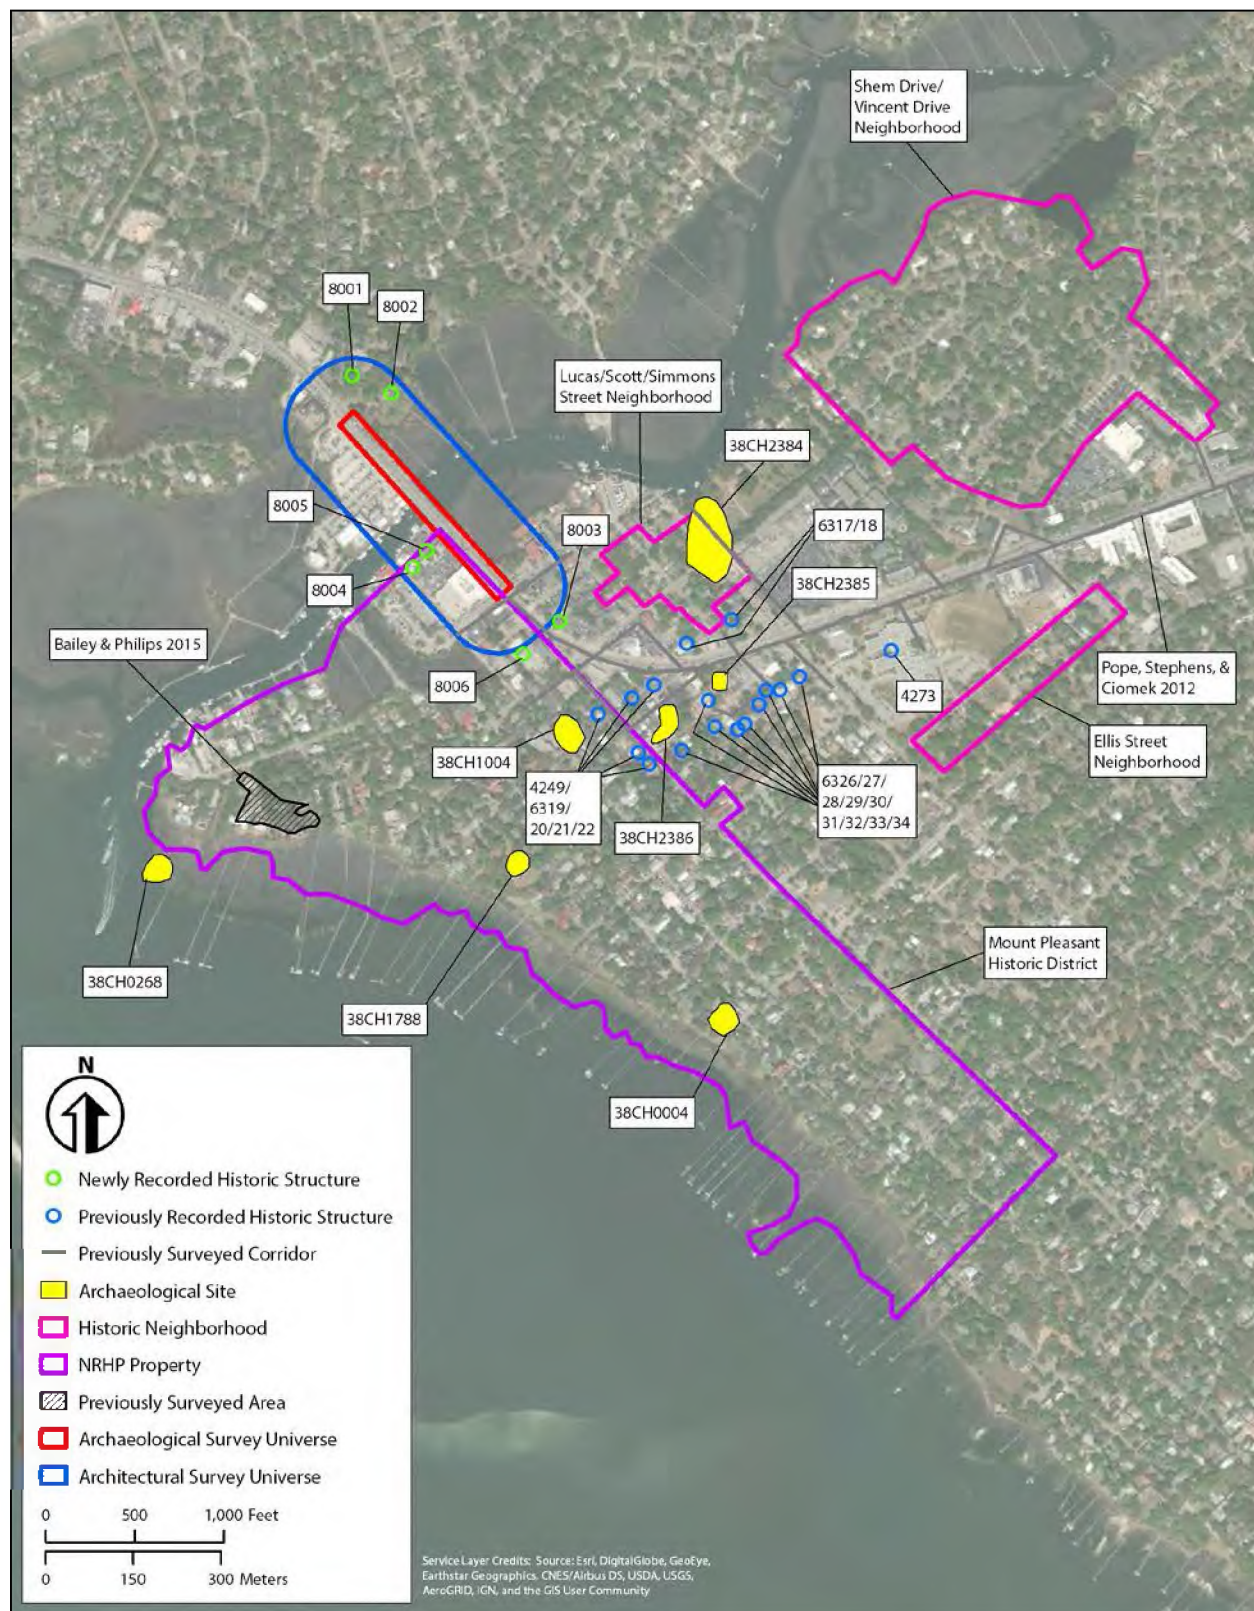 Shem Drive/
Vincent Drive
Neighborhood
8001
8002
Lucas/Scott/Simmons
Street Neighborhood
38CH2384
8005
8003
6317/18
8004
38CH2385
Bailey & Philips 2015
8006
4273
Pope, Stephens, &
Ciomek 2012
38CH1004
Ellis Street
Neighborhood
4249/
6319/
20/21/22
38CH2386
6326/27/
28/29/30/
31/32/33/34
Mount Pleasant
Historic District
38CH0268
38CH1788
38CH0004
N
Newly Recorded Historic Structure
Previously Recorded Historic Structure
Previously Surveyed Corridor
Archaeological Site
Historic Neighborhood
NRHP Property
Previously Surveyed Area
Archaeological Survey Universe
Architectural Survey Universe
0 500 1,000 Feet
0 150 300 Meters
Service Layer Credits: Source: Esri, DigitalGlobe, GeoEye,
Earthstar Geographics, CNES/Airbus DS, USDA, USGS,
AeroGRID, IGN, and the GIS User Community